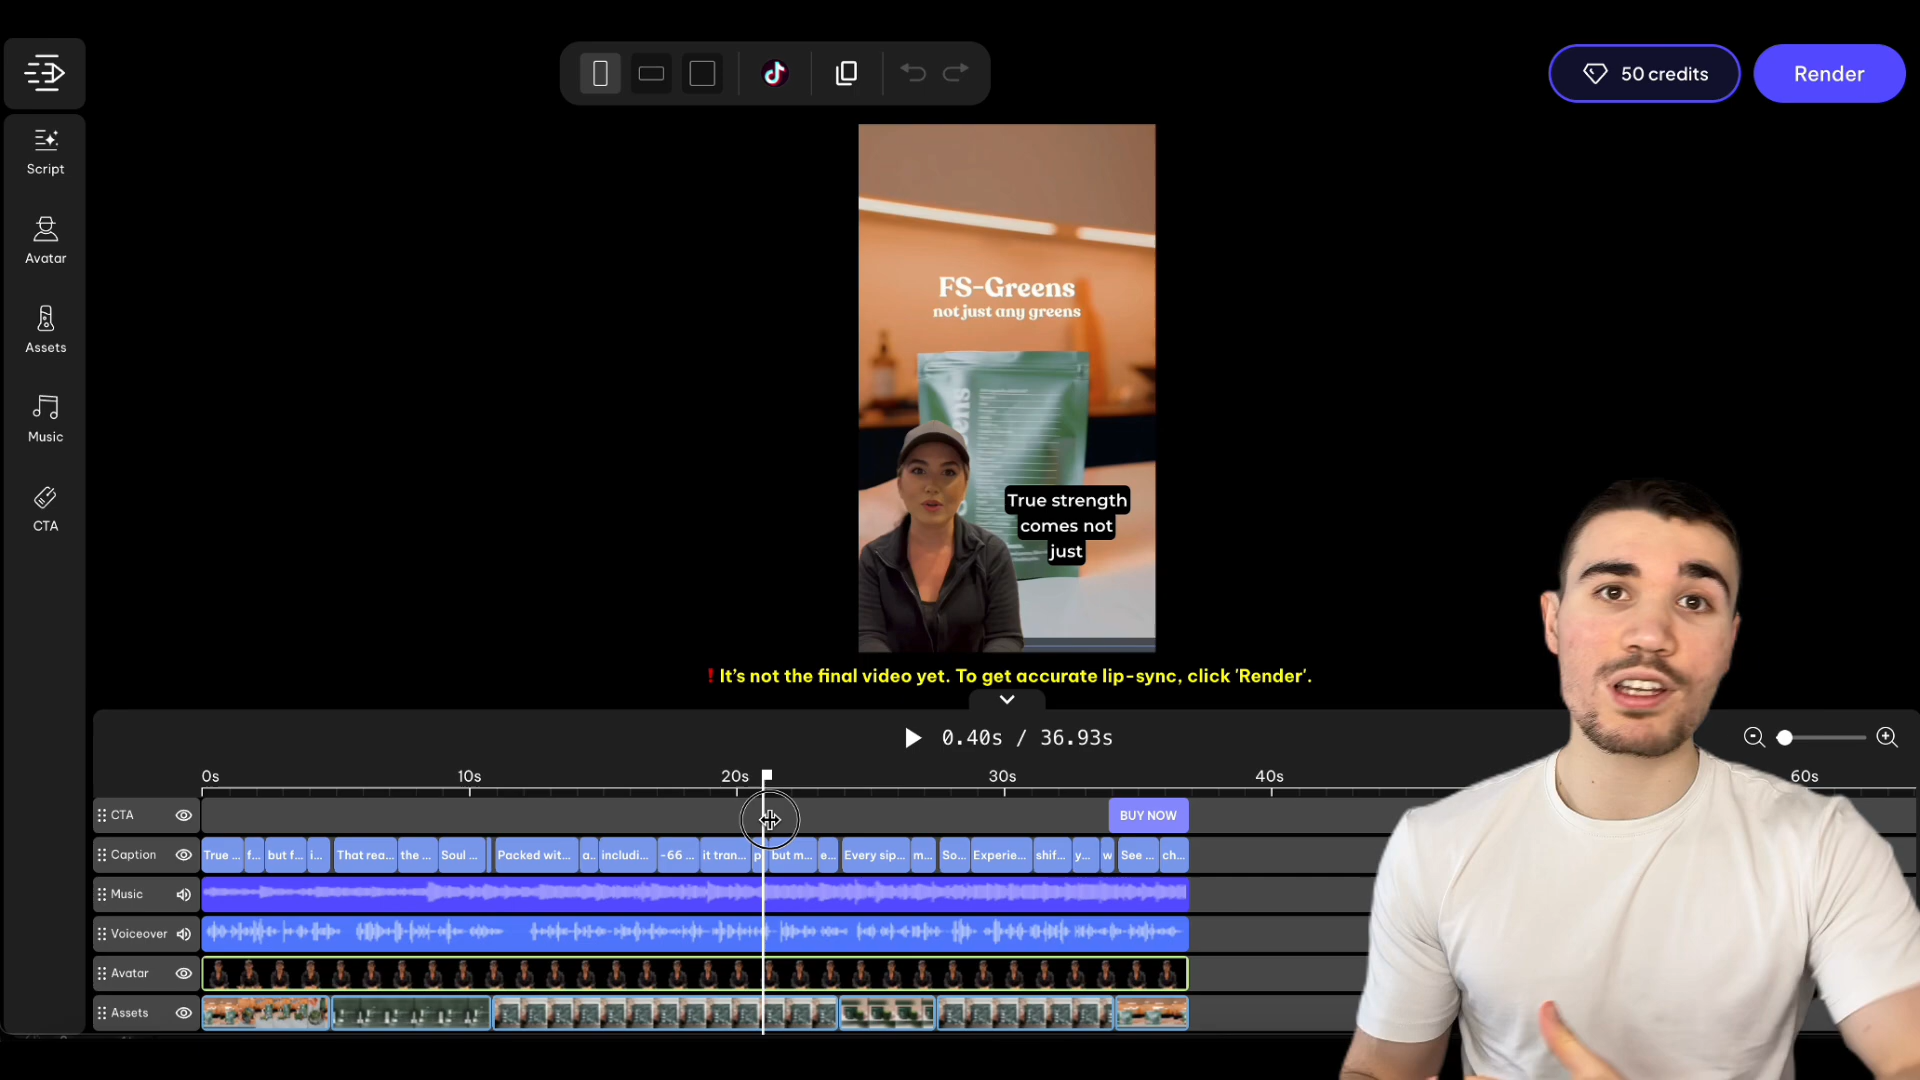 50 credits
Render
Script
Avatar
Assets
Music
CTA
FS-Greens
not just any greens
True strength
comes not
just
! It's not the final video yet. To get accurate lip-sync, click 'Render'.
0.40s / 36.93s
0s 10s 20s 30s 40s 60s
CTA BUY NOW
Caption True ... f... but f... i... That rea... the ... Soul ... Packed wit... a.. includi... -66 ... it tran... p but m... e... Every sip... m... So... Experie... shif... y... w See ... ch...
Music
Voiceover
Avatar
Assets